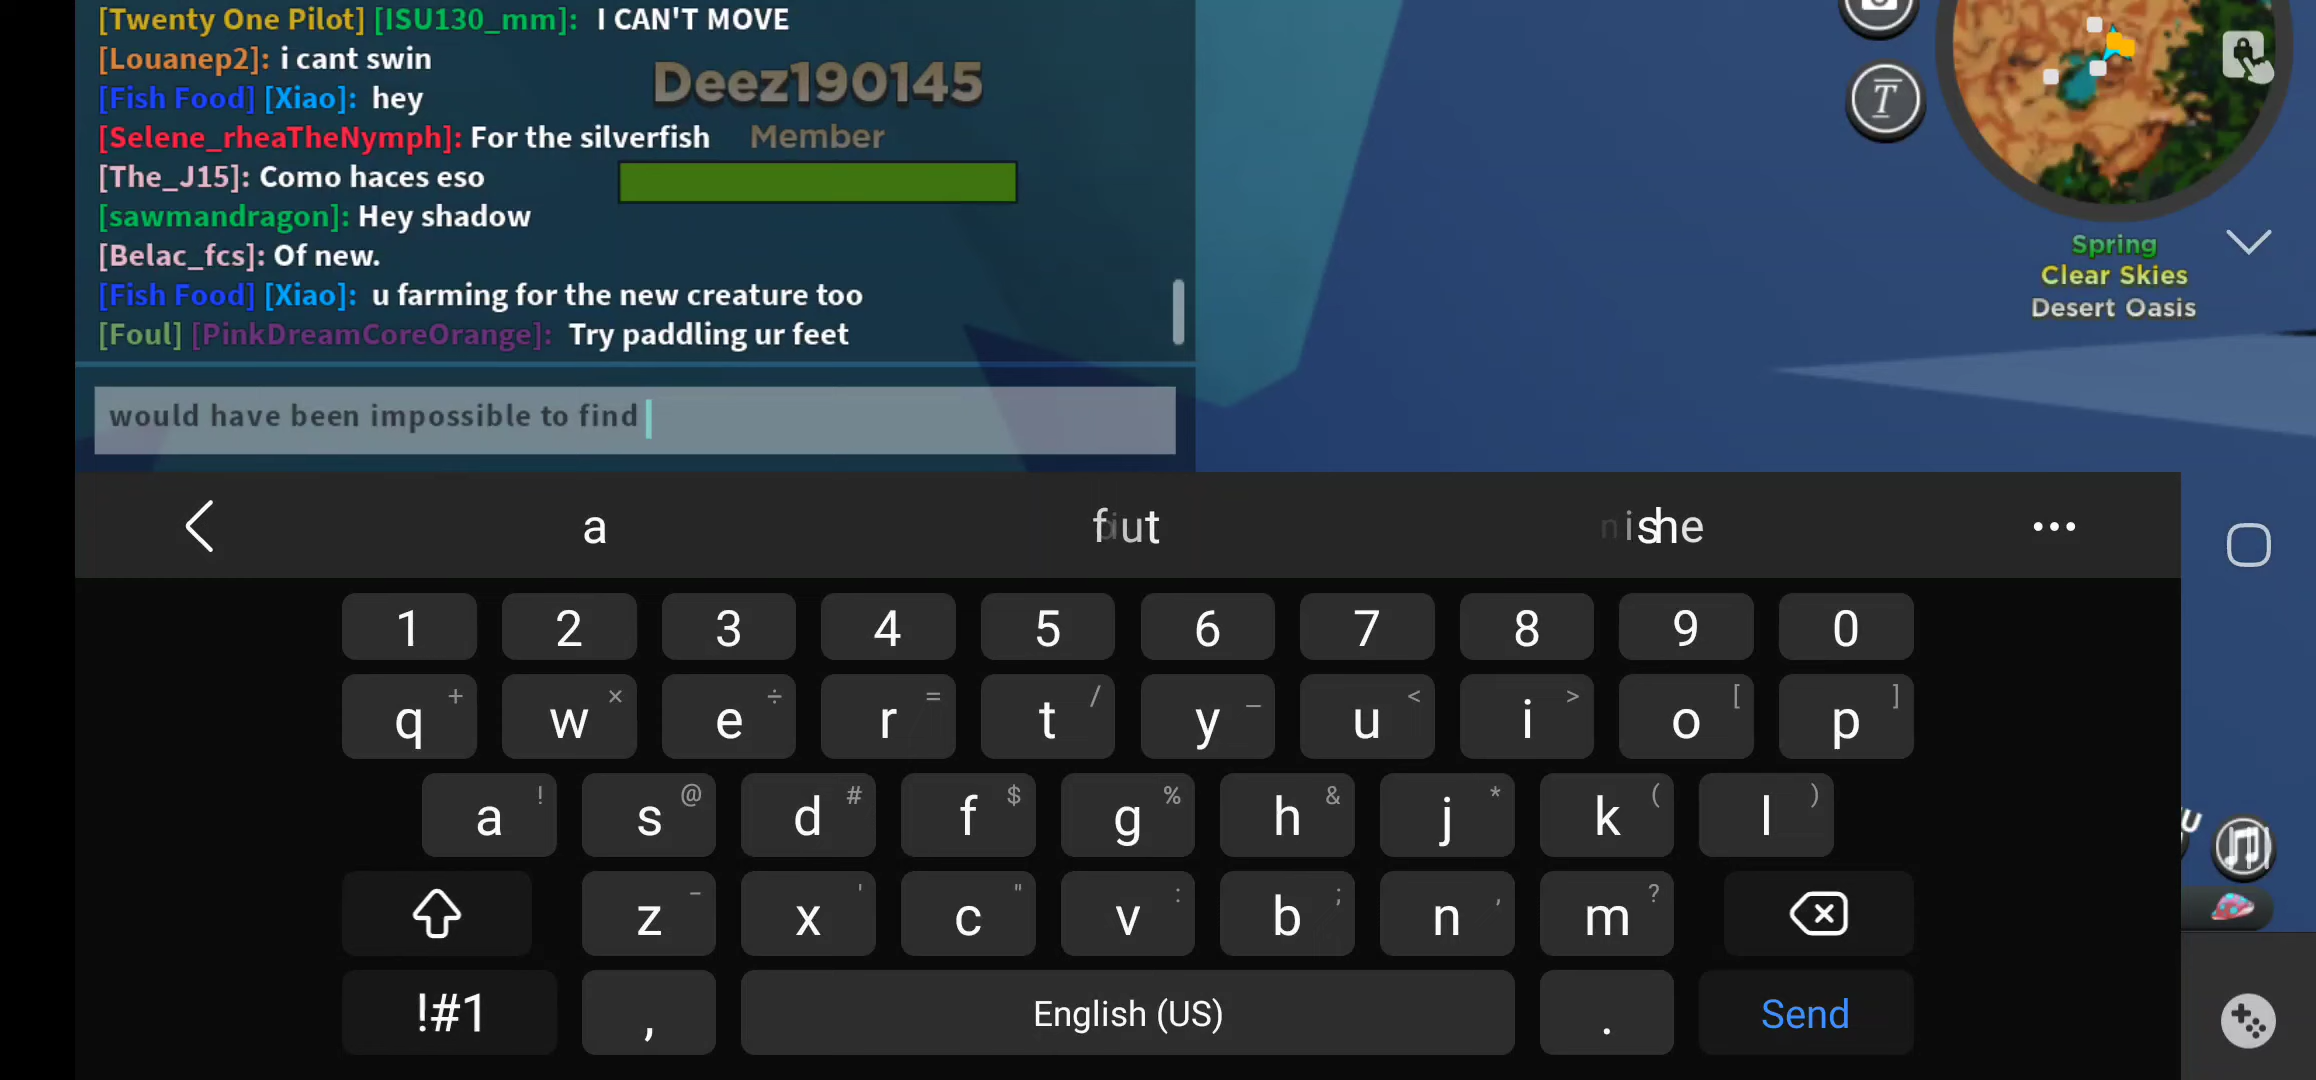 [Twenty One Pilot] [ISU130_mm]: I CAN'T MOVE
[Louanep2]: i cant swin
[Fish Food] [Xiao]: hey
[Selene_rheaTheNymph]: For the silverfish
[The_J15]: Como haces eso
[sawmandragon]: Hey shadow
[Belac_fcs]: Of new.
[Fish Food] [Xiao]: u farming for the new creature too
[Foul] [PinkDreamCoreOrange]: Try paddling ur feet
Deez190145
Member
T
Spring
Clear Skies
Desert Oasis
would have been impossible to find
a
1 2 3 4 5 6 7 8 9 0
q + w × e ÷ r = t / y _ u < i > o [ p ]
a ! s @ d # f $ g % h & j * k ( l )
z - x ' c " v : b ; n , m ?
!#1 , English (US) . Send